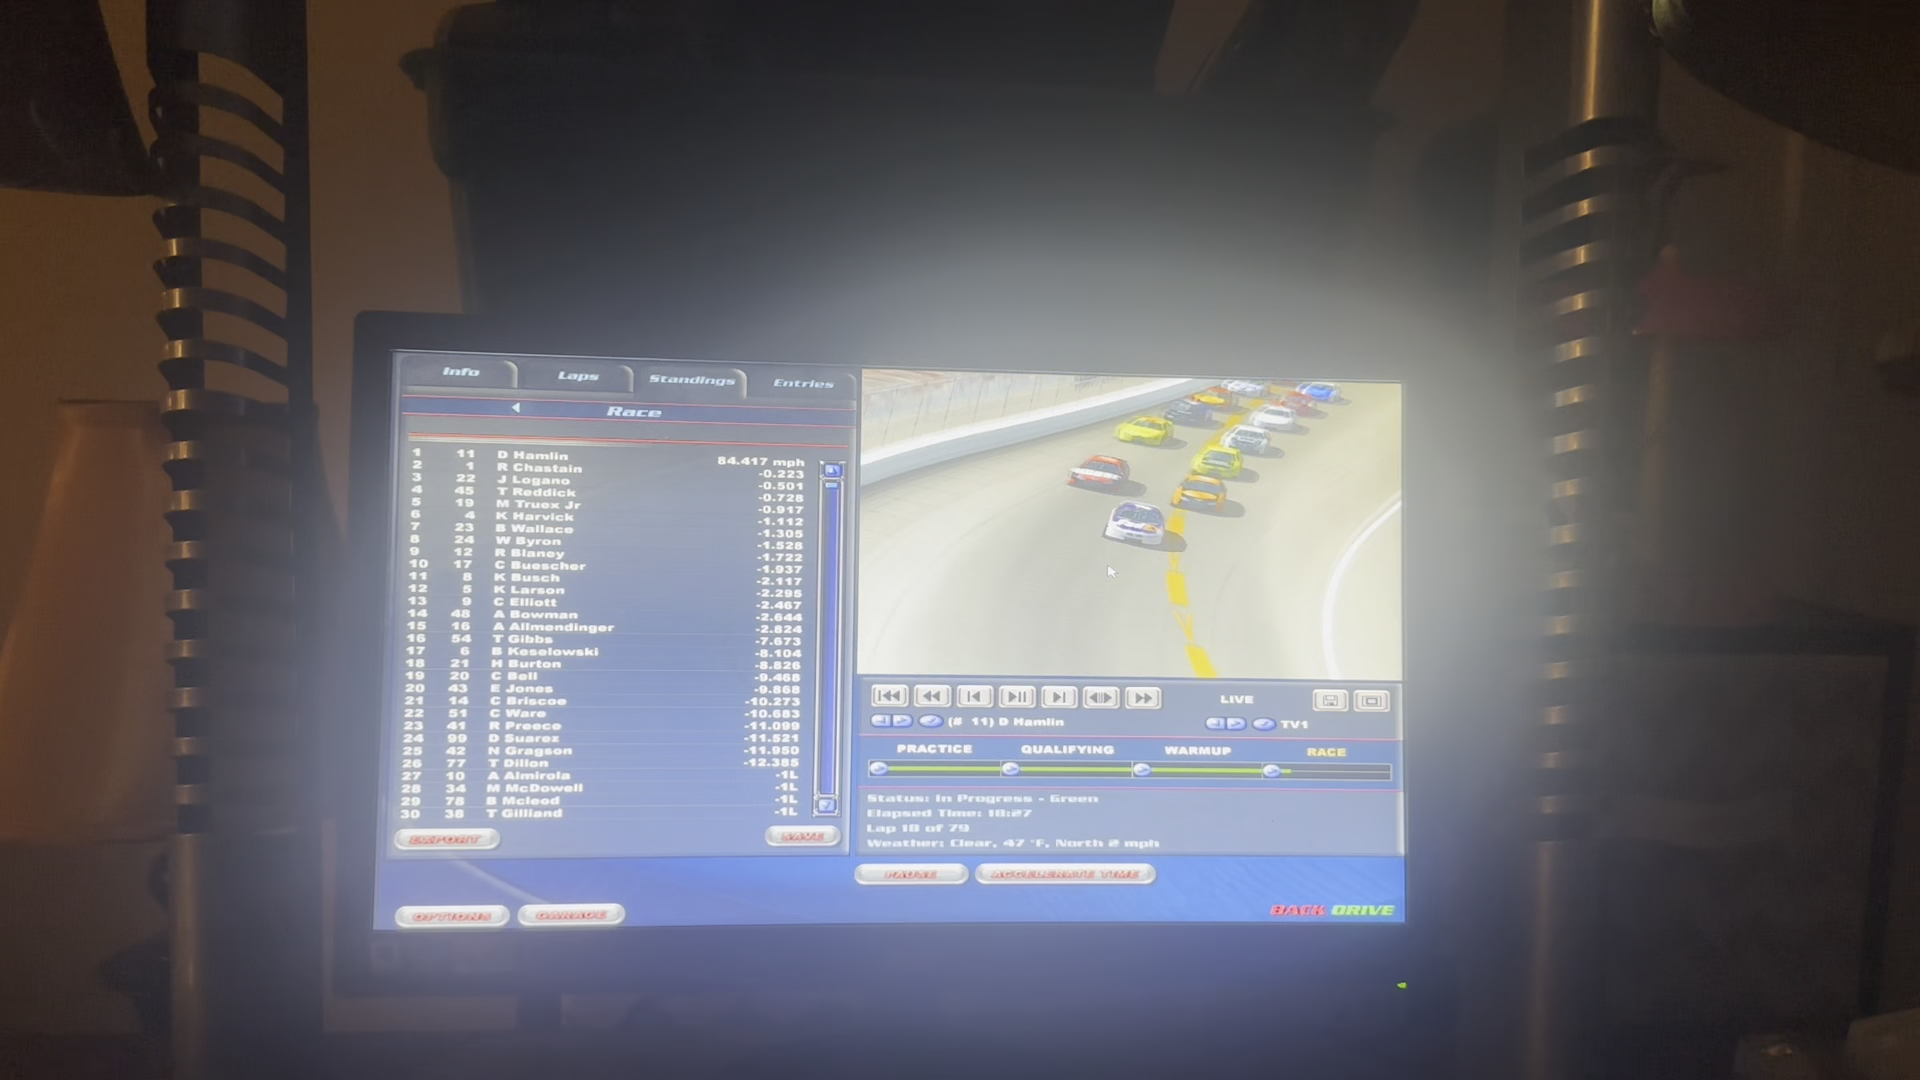 Info Laps Standings Entries
Race
1 11 D Hamlin 84.417 mph
2 1 R Chastain -0.223
3 22 J Logano -0.501
4 45 T Reddick -0.728
5 19 M Truex Jr -0.917
6 4 K Harvick -1.112
7 23 B Wallace -1.305
8 24 W Byron -1.528
9 12 R Blaney -1.722
10 17 C Buescher -1.937
11 8 K Busch -2.117
12 5 K Larson -2.295
13 9 C Elliott -2.467
14 48 A Bowman -2.644
15 16 A Allmendinger -2.824
16 54 T Gibbs -7.673
17 6 B Keselowski -8.104
18 21 H Burton -8.826
19 20 C Bell -9.468
20 43 E Jones -9.868
21 14 C Briscoe -10.273
22 51 C Ware -10.683
23 41 R Preece -11.099
24 99 D Suarez -11.521
25 42 N Gragson -11.950
26 77 T Dillon -12.385
27 10 A Almirola -1L
28 34 M McDowell -1L
29 78 B Mcleod -1L
30 38 T Gilliland -1L
EXPORT SAVE
OPTIONS GARAGE
LIVE
(# 11) D Hamlin TV1
PRACTICE QUALIFYING WARMUP RACE
Status: In Progress - Green
Elapsed Time: 18:27
Lap 18 of 79
Weather: Clear, 47 °F, North 2 mph
PAUSE ACCELERATE TIME
BACK DRIVE